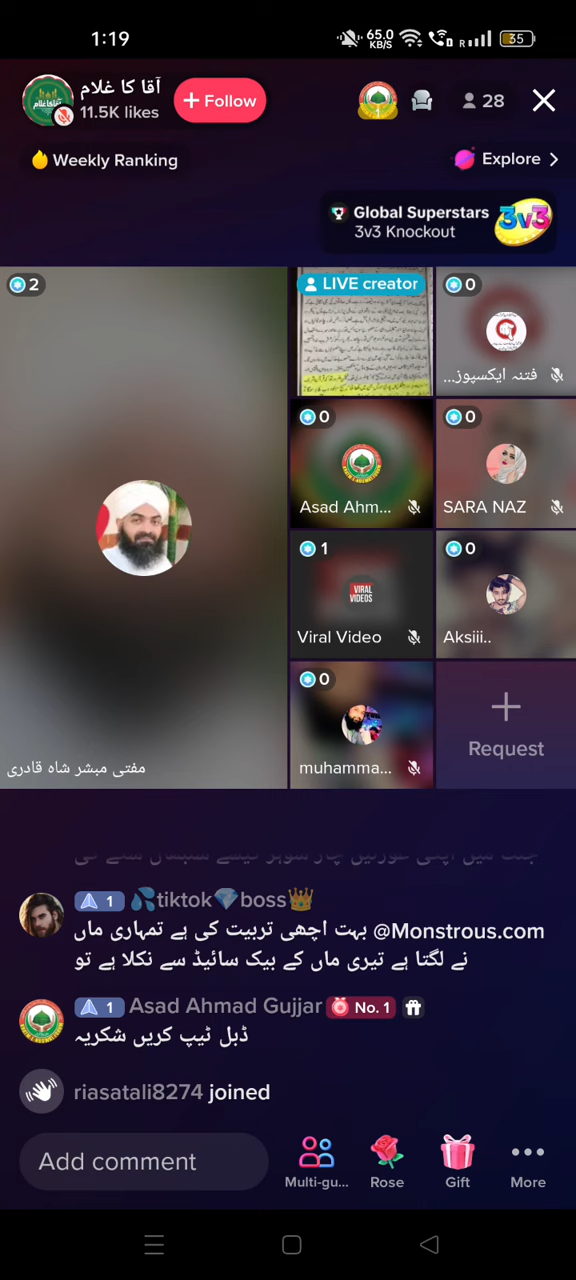 1:19
65.0
KB/S
R
35
آقا کا غلام
11.5K likes
+ Follow
28
Weekly Ranking
Explore >
Global Superstars
3v3 Knockout
3v3
2
LIVE creator
0
فتنہ ایکسپوز...
0
Asad Ahm...
0
SARA NAZ
1
VIRAL
VIDEOS
Viral Video
0
Aksiii..
0
muhamma...
Request
مفتی مبشر شاہ قادری
1 tiktok💎boss
@Monstrous.com بہت اچھی تربیت کی ہے تمہاری ماں
نے لگتا ہے تیری ماں کے بیک سائیڈ سے نکلا ہے تو
1 Asad Ahmad Gujjar No. 1
ڈبل ٹیپ کریں شکریہ
riasatali8274 joined
Add comment
Multi-gu...
Rose
Gift
More